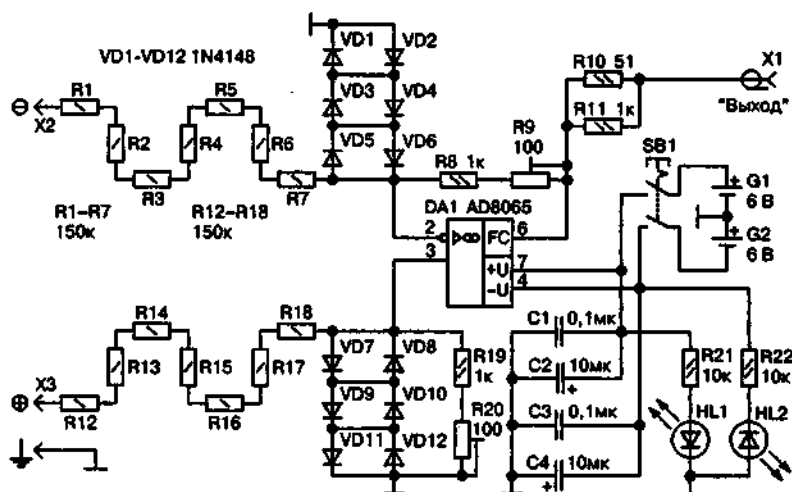 VD1-VD12 1N4148
VD1
VD2
VD3
VD4
VD5
VD6
R1
R2
R3
R4
R5
R6
R7
⊖
X2
R1–R7
150к
R12–R18
150к
R8 1к
R9
100
R10 51
R11 1к
X1
"Выход"
SB1
+
G1
6 В
+
G2
6 В
DA1 AD8065
2
3
▷∞
FC
+U
−U
6
7
4
R14
R18
R13
R15
R17
X3
⊕
R12
R16
VD7
VD8
VD9
VD10
VD11
VD12
R19
1к
R20
100
C1
0,1мк
C2
10мк
+
C3
0,1мк
C4
10мк
+
R21
10к
R22
10к
HL1
HL2